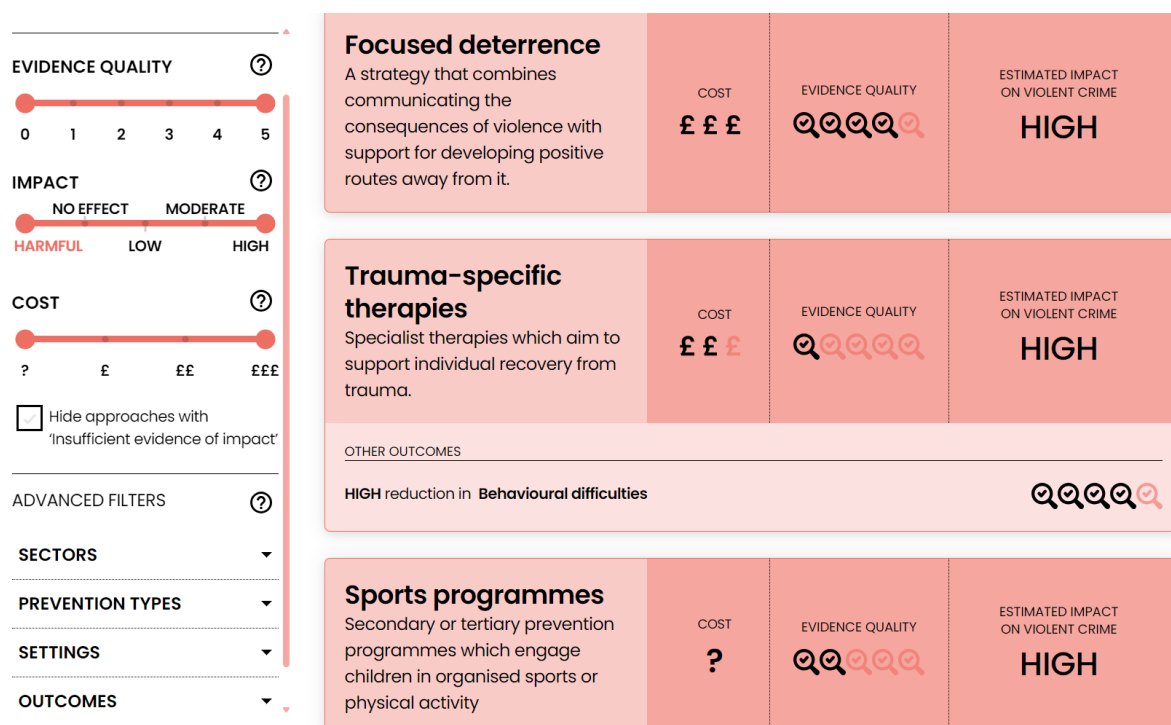 EVIDENCE QUALITY ?
0 1 2 3 4 5
IMPACT ?
NO EFFECT MODERATE
HARMFUL LOW HIGH
COST ?
? £ ££ £££
Hide approaches with
'Insufficient evidence of impact'
ADVANCED FILTERS ?
SECTORS
PREVENTION TYPES
SETTINGS
OUTCOMES
Focused deterrence
A strategy that combines
communicating the
consequences of violence with
support for developing positive
routes away from it.
COST
£ £ £
EVIDENCE QUALITY
ESTIMATED IMPACT
ON VIOLENT CRIME
HIGH
Trauma-specific
therapies
Specialist therapies which aim to
support individual recovery from
trauma.
COST
£ £ £
EVIDENCE QUALITY
ESTIMATED IMPACT
ON VIOLENT CRIME
HIGH
OTHER OUTCOMES
HIGH reduction in Behavioural difficulties
Sports programmes
Secondary or tertiary prevention
programmes which engage
children in organised sports or
physical activity
COST
?
EVIDENCE QUALITY
ESTIMATED IMPACT
ON VIOLENT CRIME
HIGH